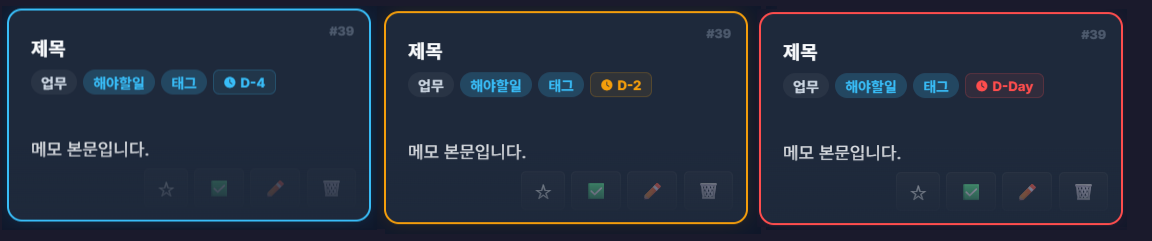 #39
제목
업무 해야할일 태그 D-4
메모 본문입니다.
#39
제목
업무 해야할일 태그 D-2
메모 본문입니다.
#39
제목
업무 해야할일 태그 D-Day
메모 본문입니다.